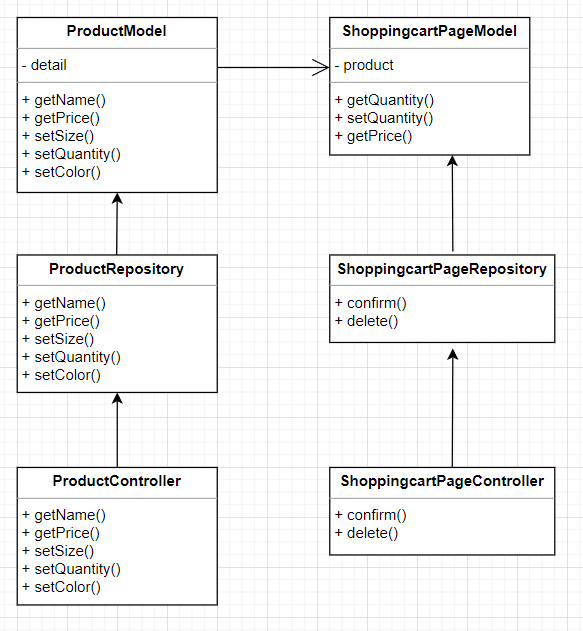 ProductModel
- detail
+ getName()
+ getPrice()
+ setSize()
+ setQuantity()
+ setColor()
ShoppingcartPageModel
- product
+ getQuantity()
+ setQuantity()
+ getPrice()
ProductRepository
+ getName()
+ getPrice()
+ setSize()
+ setQuantity()
+ setColor()
ShoppingcartPageRepository
+ confirm()
+ delete()
ProductController
+ getName()
+ getPrice()
+ setSize()
+ setQuantity()
+ setColor()
ShoppingcartPageController
+ confirm()
+ delete()